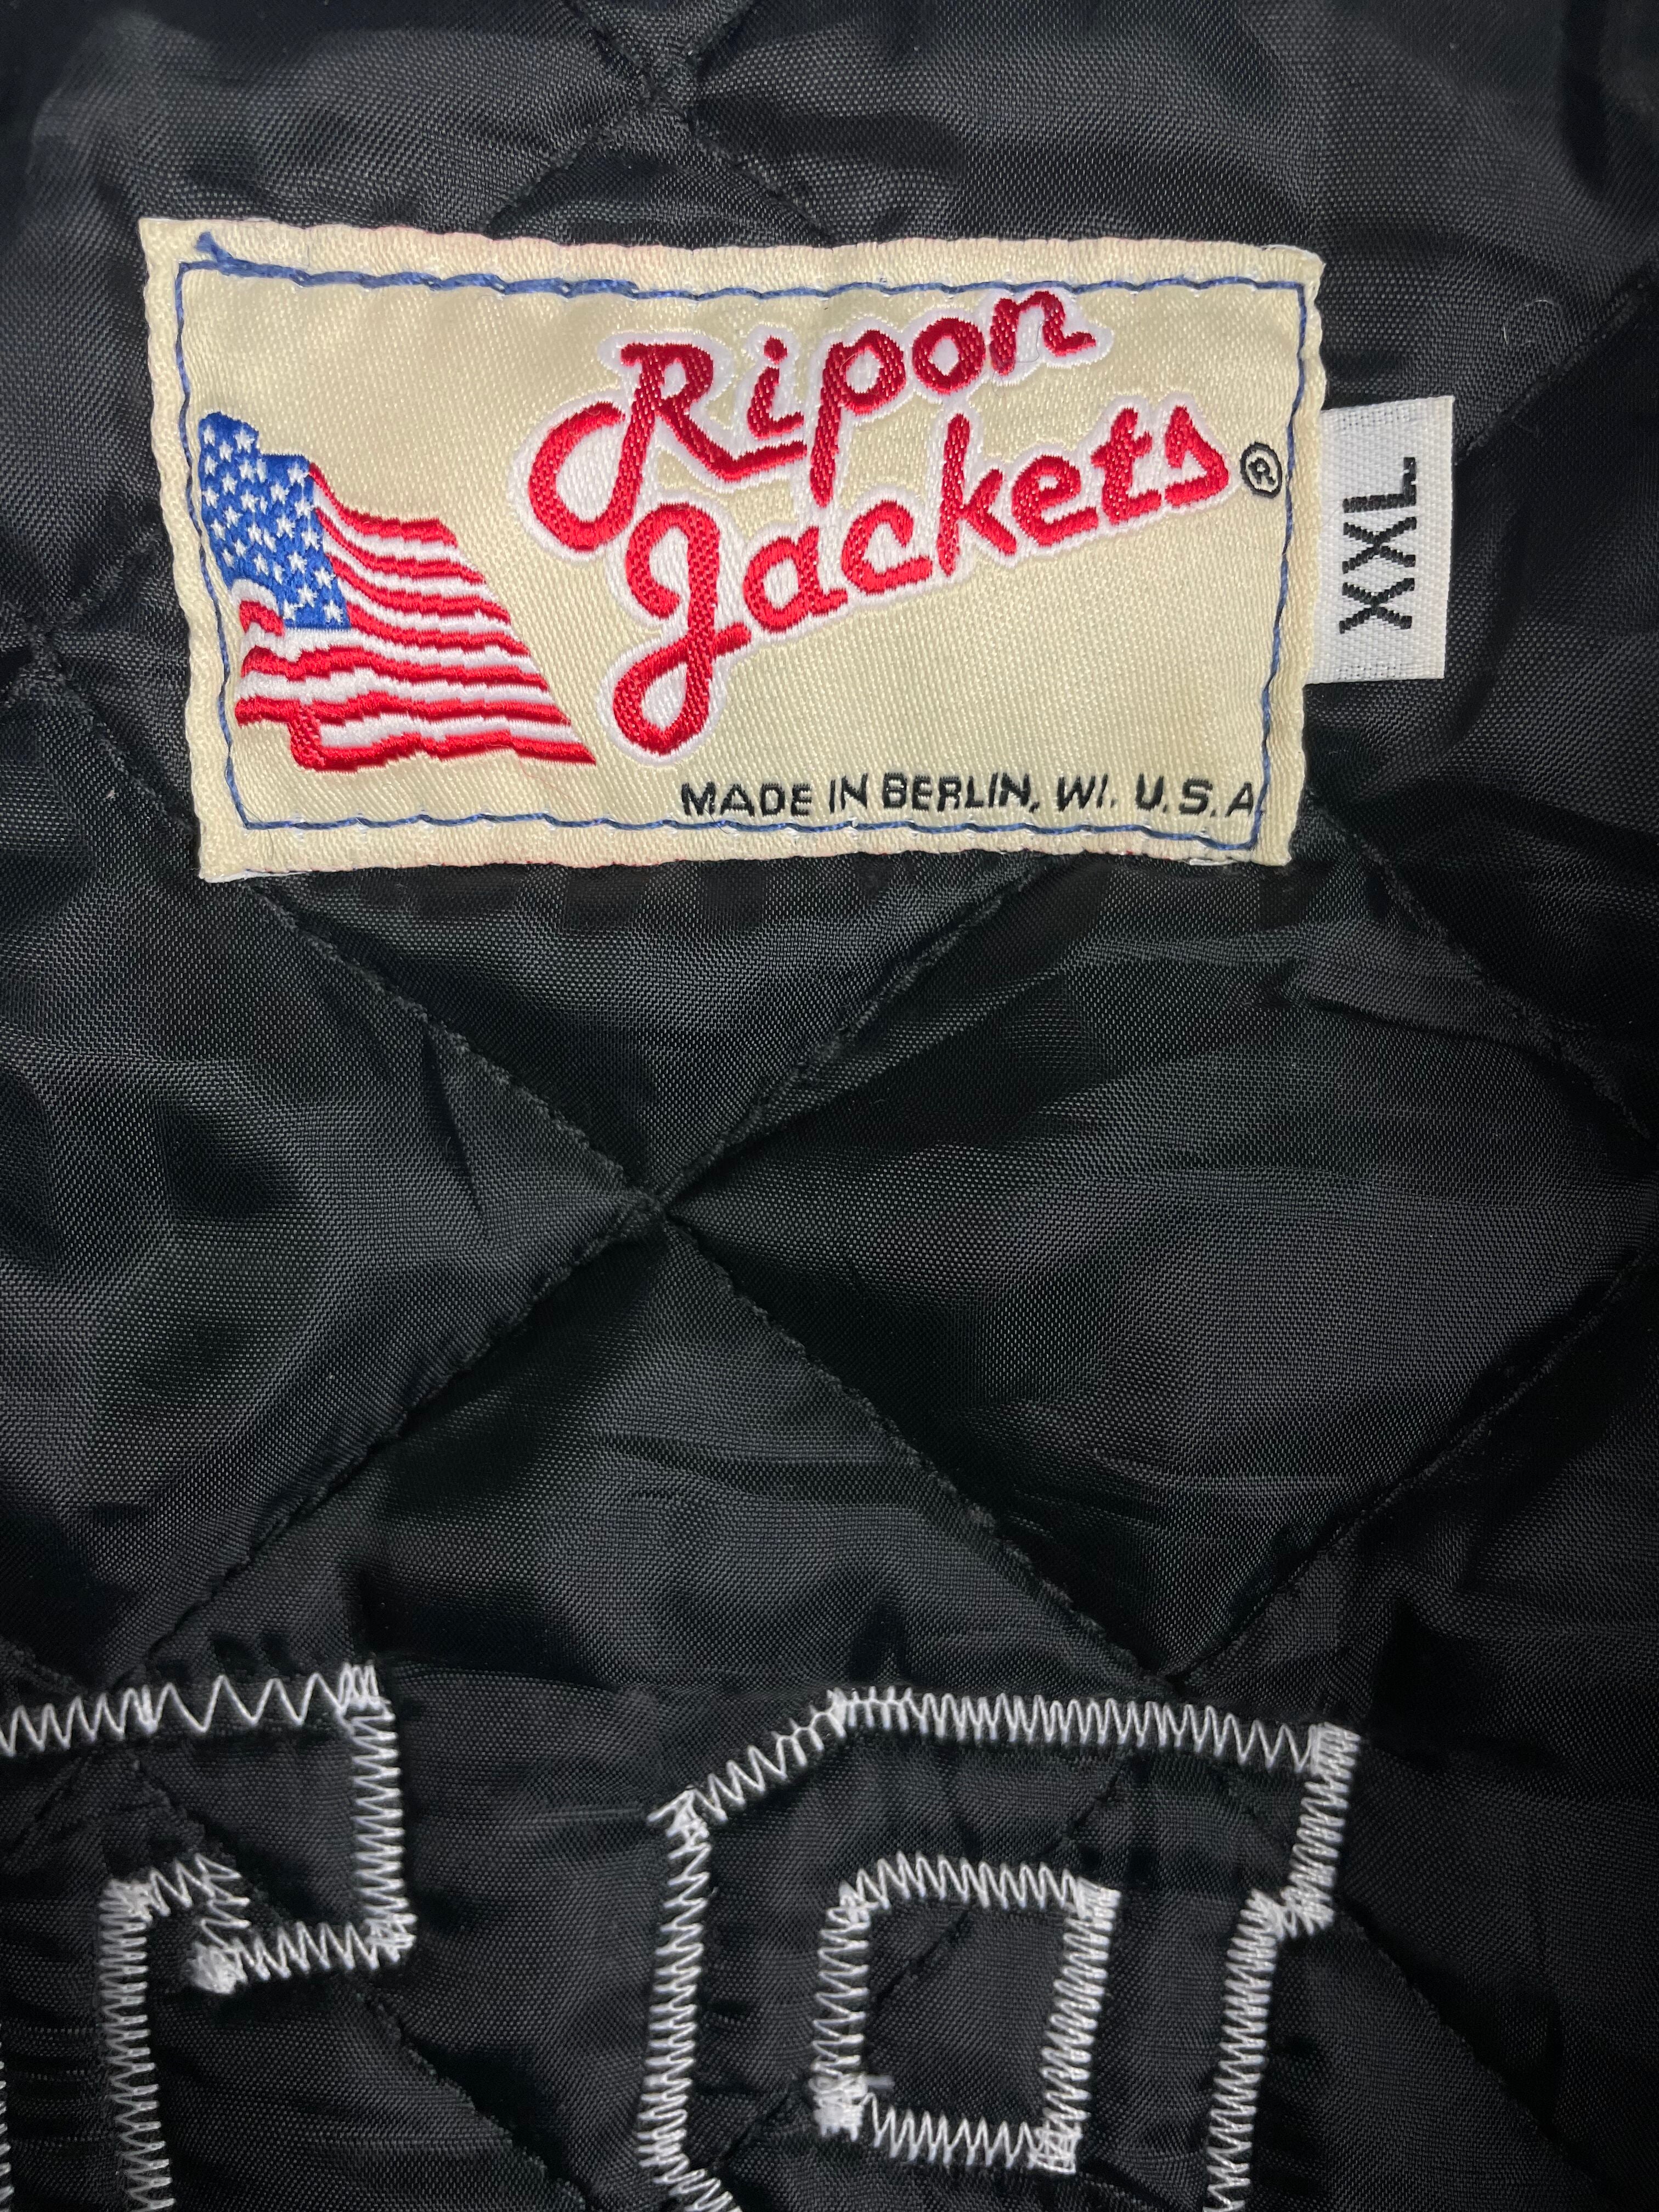 Ripon
Jackets®
XXL
MADE IN BERLIN, WI. U.S.A.